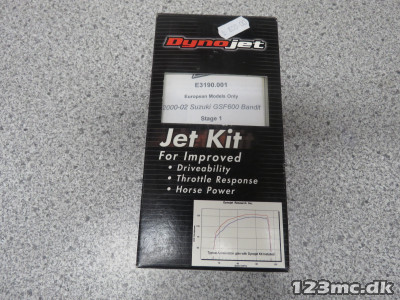 Dynojet
E3190.001
European Models Only
2000-02 Suzuki GSF600 Bandit
Stage 1
Jet Kit
For Improved
• Driveability
• Throttle Response
• Horse Power
123mc.dk